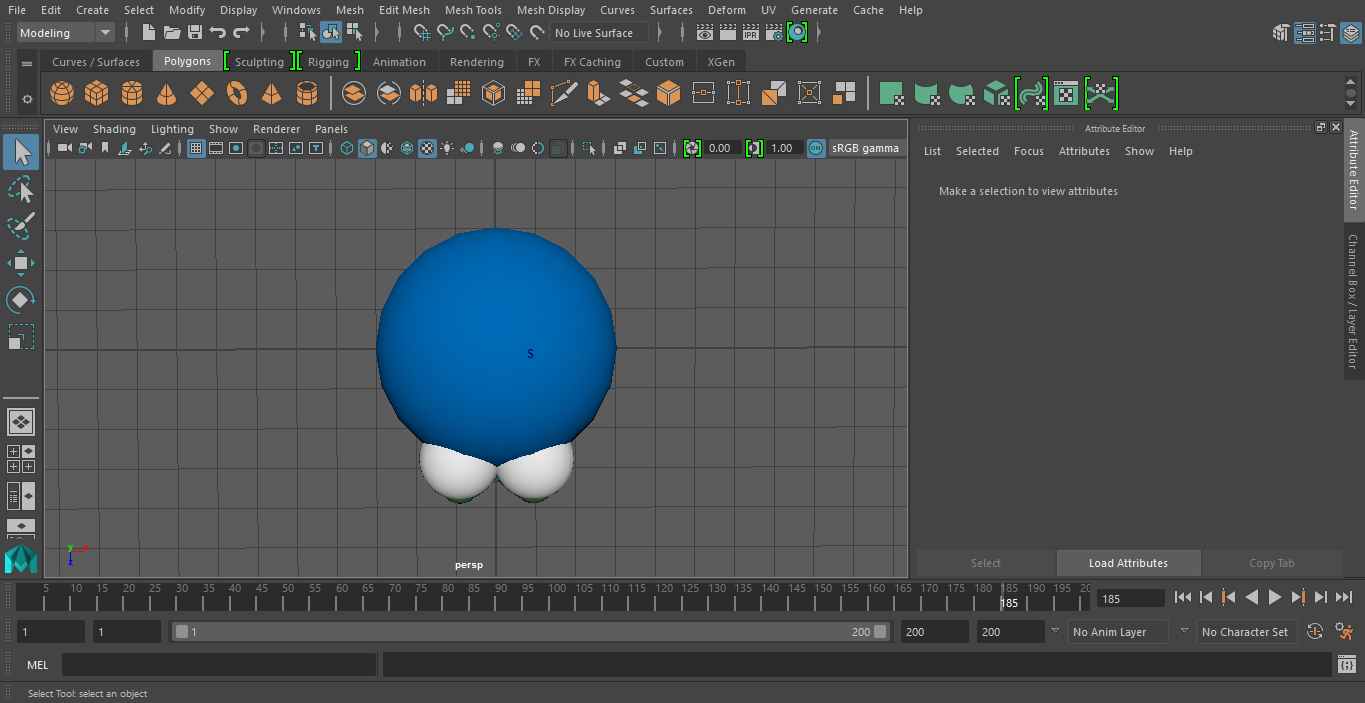 File Edit Create Select Modify Display Windows Mesh Edit Mesh Mesh Tools Mesh Display Curves Surfaces Deform UV Generate Cache Help
Modeling No Live Surface IPR
Curves / Surfaces Polygons Sculpting Rigging Animation Rendering FX FX Caching Custom XGen
View Shading Lighting Show Renderer Panels
0.00 1.00 ON sRGB gamma
S
y x z
persp
Attribute Editor
List Selected Focus Attributes Show Help
Make a selection to view attributes
Select Load Attributes Copy Tab
Attribute Editor
Channel Box / Layer Editor
5 10 15 20 25 30 35 40 45 50 55 60 65 70 75 80 85 90 95 100 105 110 115 120 125 130 135 140 145 150 155 160 165 170 175 180 185 190 195 20
185 185
1 1 1 200 200 200 No Anim Layer No Character Set
MEL
Select Tool: select an object